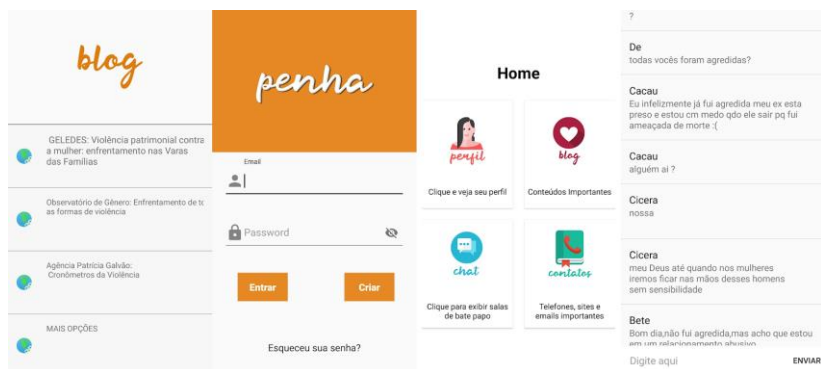 blog
GELEDES: Violência patrimonial contra
a mulher: enfrentamento nas Varas
das Famílias
Observatório de Gênero: Enfrentamento de to
as formas de violência
Agência Patrícia Galvão:
Cronômetros da Violência
MAIS OPÇÕES
penha
Email
Password
Entrar
Criar
Esqueceu sua senha?
Home
perfil
Clique e veja seu perfil
blog
Conteúdos Importantes
chat
Clique para exibir salas
de bate papo
contatos
Telefones, sites e
emails importantes
?
De
todas vocês foram agredidas?
Cacau
Eu infelizmente já fui agredida meu ex esta
preso e estou cm medo qdo ele sair pq fui
ameaçada de morte :(
Cacau
alguém ai ?
Cicera
nossa
Cicera
meu Deus até quando nos mulheres
iremos ficar nas mãos desses homens
sem sensibilidade
Bete
Bom dia,não fui agredida,mas acho que estou
em um relacionamento abusivo
Digite aqui
ENVIAR